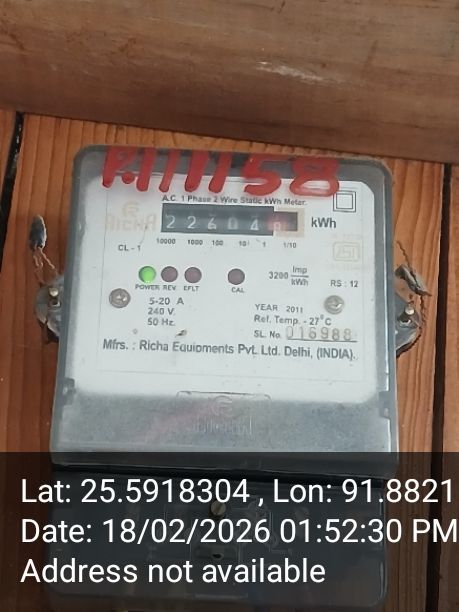 P.111158
A.C. 1 Phase 2 Wire Static kWh Meter.
RICHA
22604
kWh
CL - 1
10000 1000 100 10 1 1/10
POWER REV. EFLT CAL
3200 imp/kWh
RS : 12
5-20 A
240 V.
50 Hz.
YEAR 2011
Ref. Temp. - 27°C
SL. No. 016988
Mfrs. : Richa Equipments Pvt. Ltd. Delhi, (INDIA).
RICHA
Lat: 25.5918304 , Lon: 91.8821
Date: 18/02/2026 01:52:30 PM
Address not available